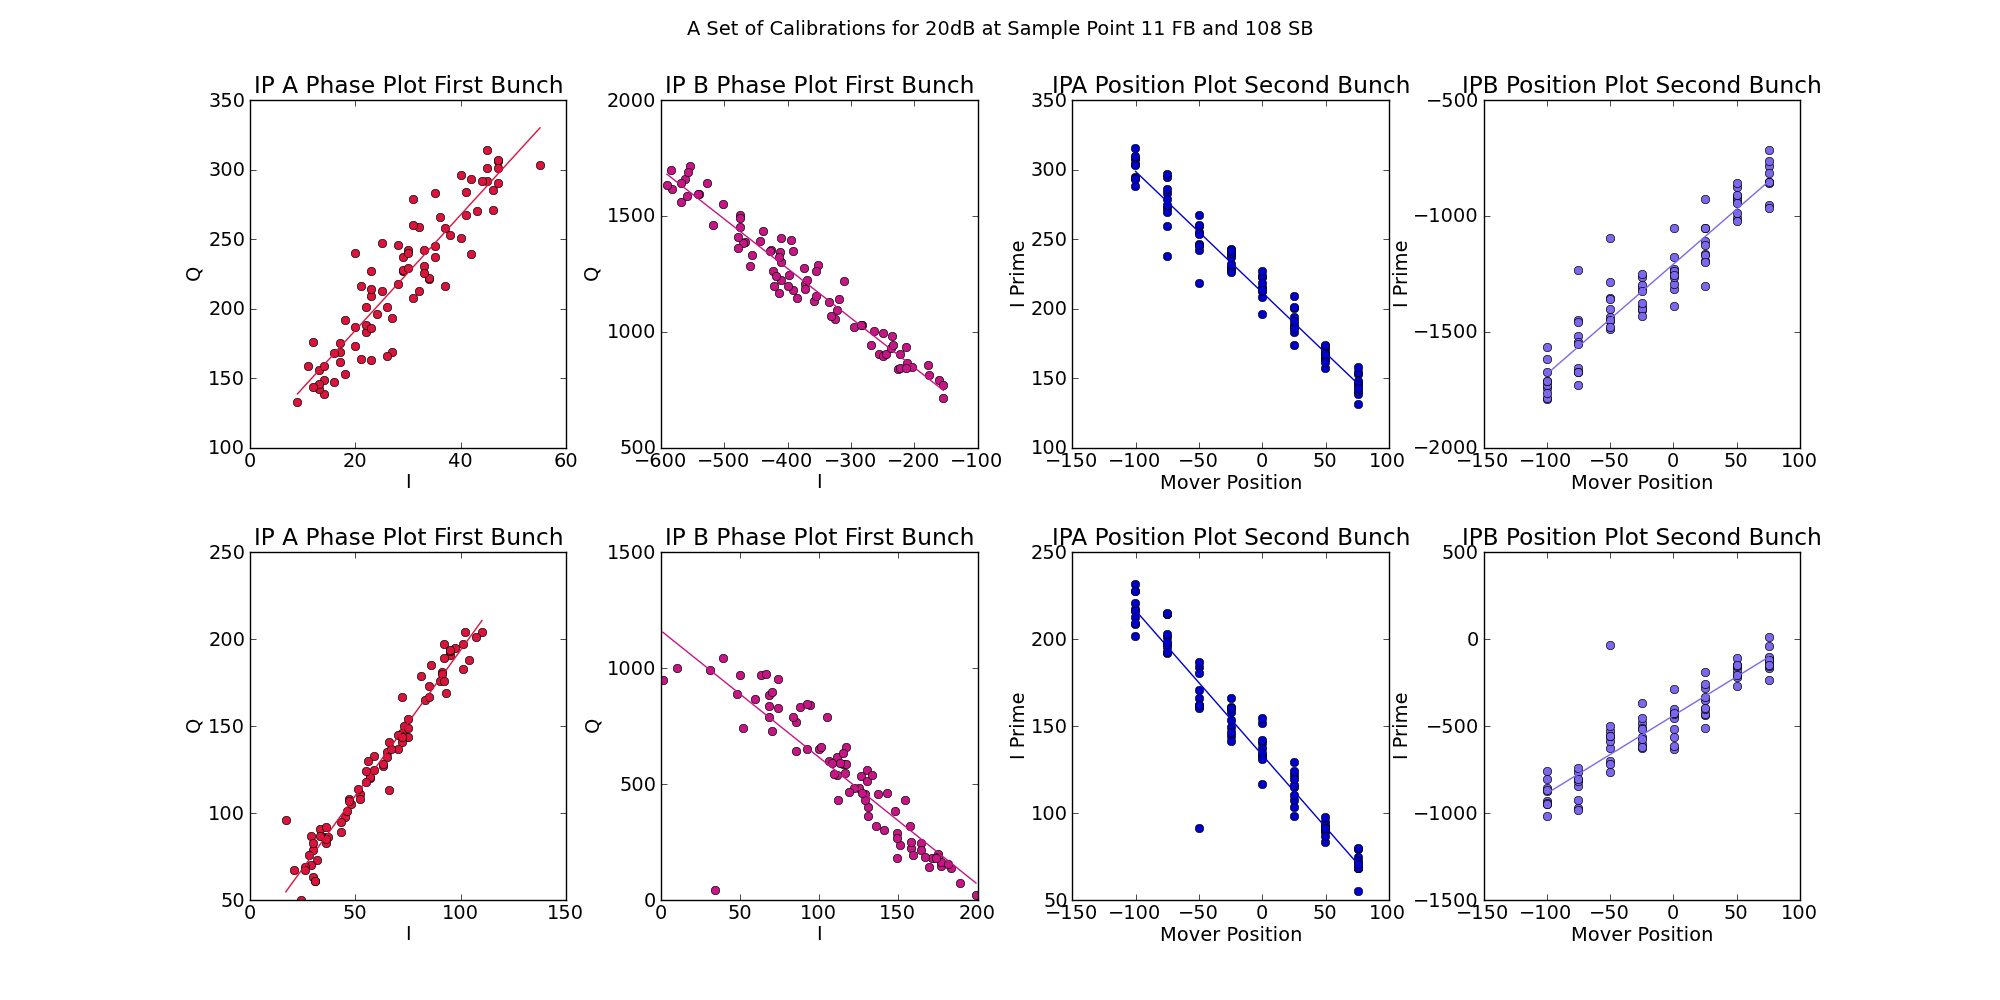 A Set of Calibrations for 20dB at Sample Point 11 FB and 108 SB
IP A Phase Plot First Bunch
350
300
250
200
150
100
Q
0 20 40 60
I
IP B Phase Plot First Bunch
2000
1500
1000
500
Q
−600 −500 −400 −300 −200 −100
I
IPA Position Plot Second Bunch
350
300
250
200
150
100
I Prime
−150 −100 −50 0 50 100
Mover Position
IPB Position Plot Second Bunch
−500
−1000
−1500
−2000
I Prime
−150 −100 −50 0 50 100
Mover Position
IP A Phase Plot First Bunch
250
200
150
100
50
Q
0 50 100 150
I
IP B Phase Plot First Bunch
1500
1000
500
0
Q
0 50 100 150 200
I
IPA Position Plot Second Bunch
250
200
150
100
50
I Prime
−150 −100 −50 0 50 100
Mover Position
IPB Position Plot Second Bunch
500
0
−500
−1000
−1500
I Prime
−150 −100 −50 0 50 100
Mover Position